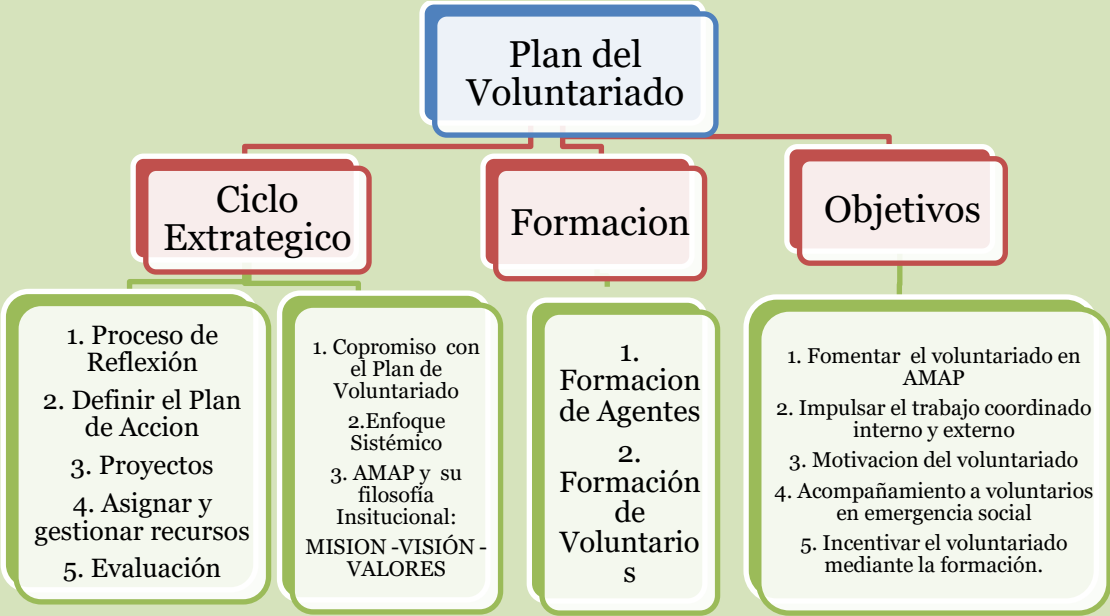 Plan del
Voluntariado
Ciclo
Extrategico
Formacion
Objetivos
1. Proceso de
Reflexión
2. Definir el Plan
de Accion
3. Proyectos
4. Asignar y
gestionar recursos
5. Evaluación
1. Copromiso con
el Plan de
Voluntariado
2.Enfoque
Sistémico
3. AMAP y su
filosofía
Insitucional:
MISION -VISIÓN -
VALORES
1.
Formacion
de Agentes
2.
Formación
de
Voluntario
s
1. Fomentar el voluntariado en
AMAP
2. Impulsar el trabajo coordinado
interno y externo
3. Motivacion del voluntariado
4. Acompañamiento a voluntarios
en emergencia social
5. Incentivar el voluntariado
mediante la formación.